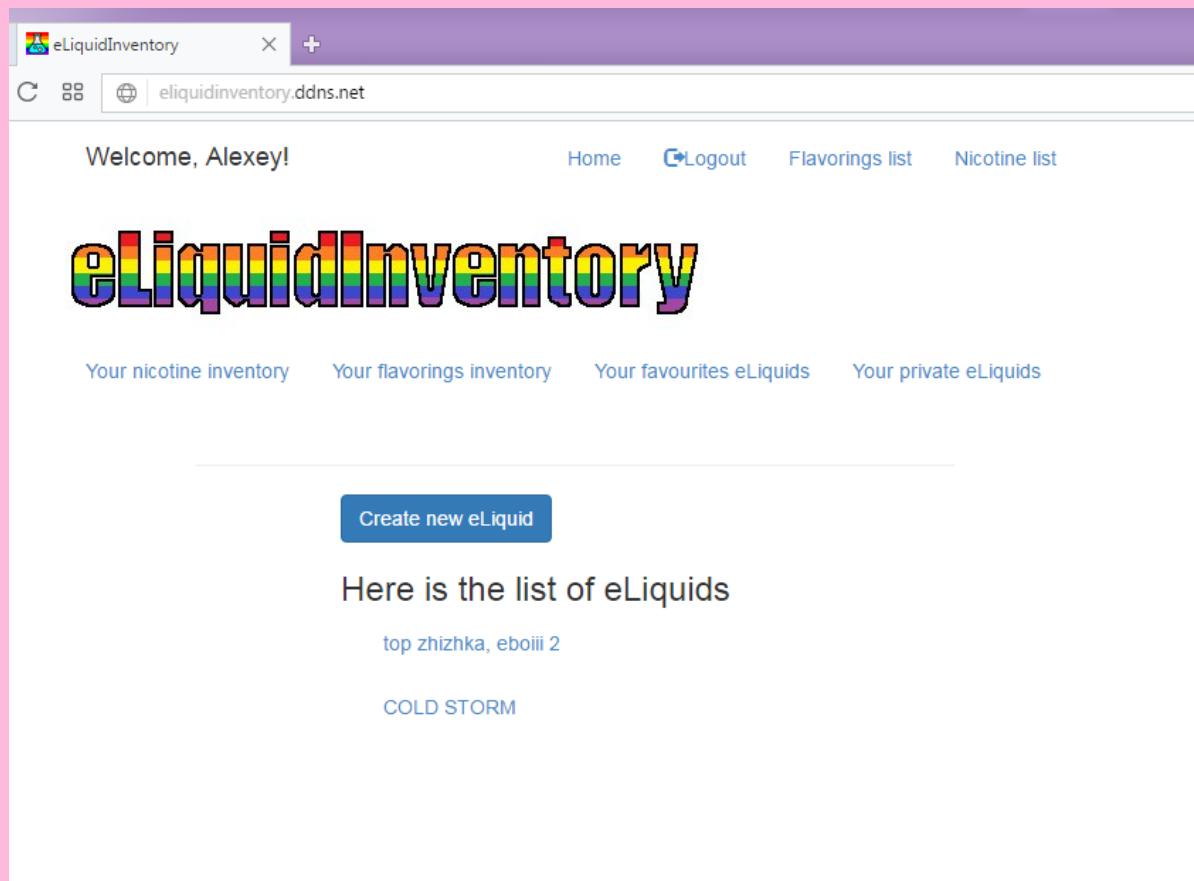 eLiquidInventory
eliquidinventory.ddns.net
Welcome, Alexey! Home Logout Flavorings list Nicotine list
eLiquidInventory
Your nicotine inventory Your flavorings inventory Your favourites eLiquids Your private eLiquids
Create new eLiquid
Here is the list of eLiquids
top zhizhka, eboiii 2
COLD STORM